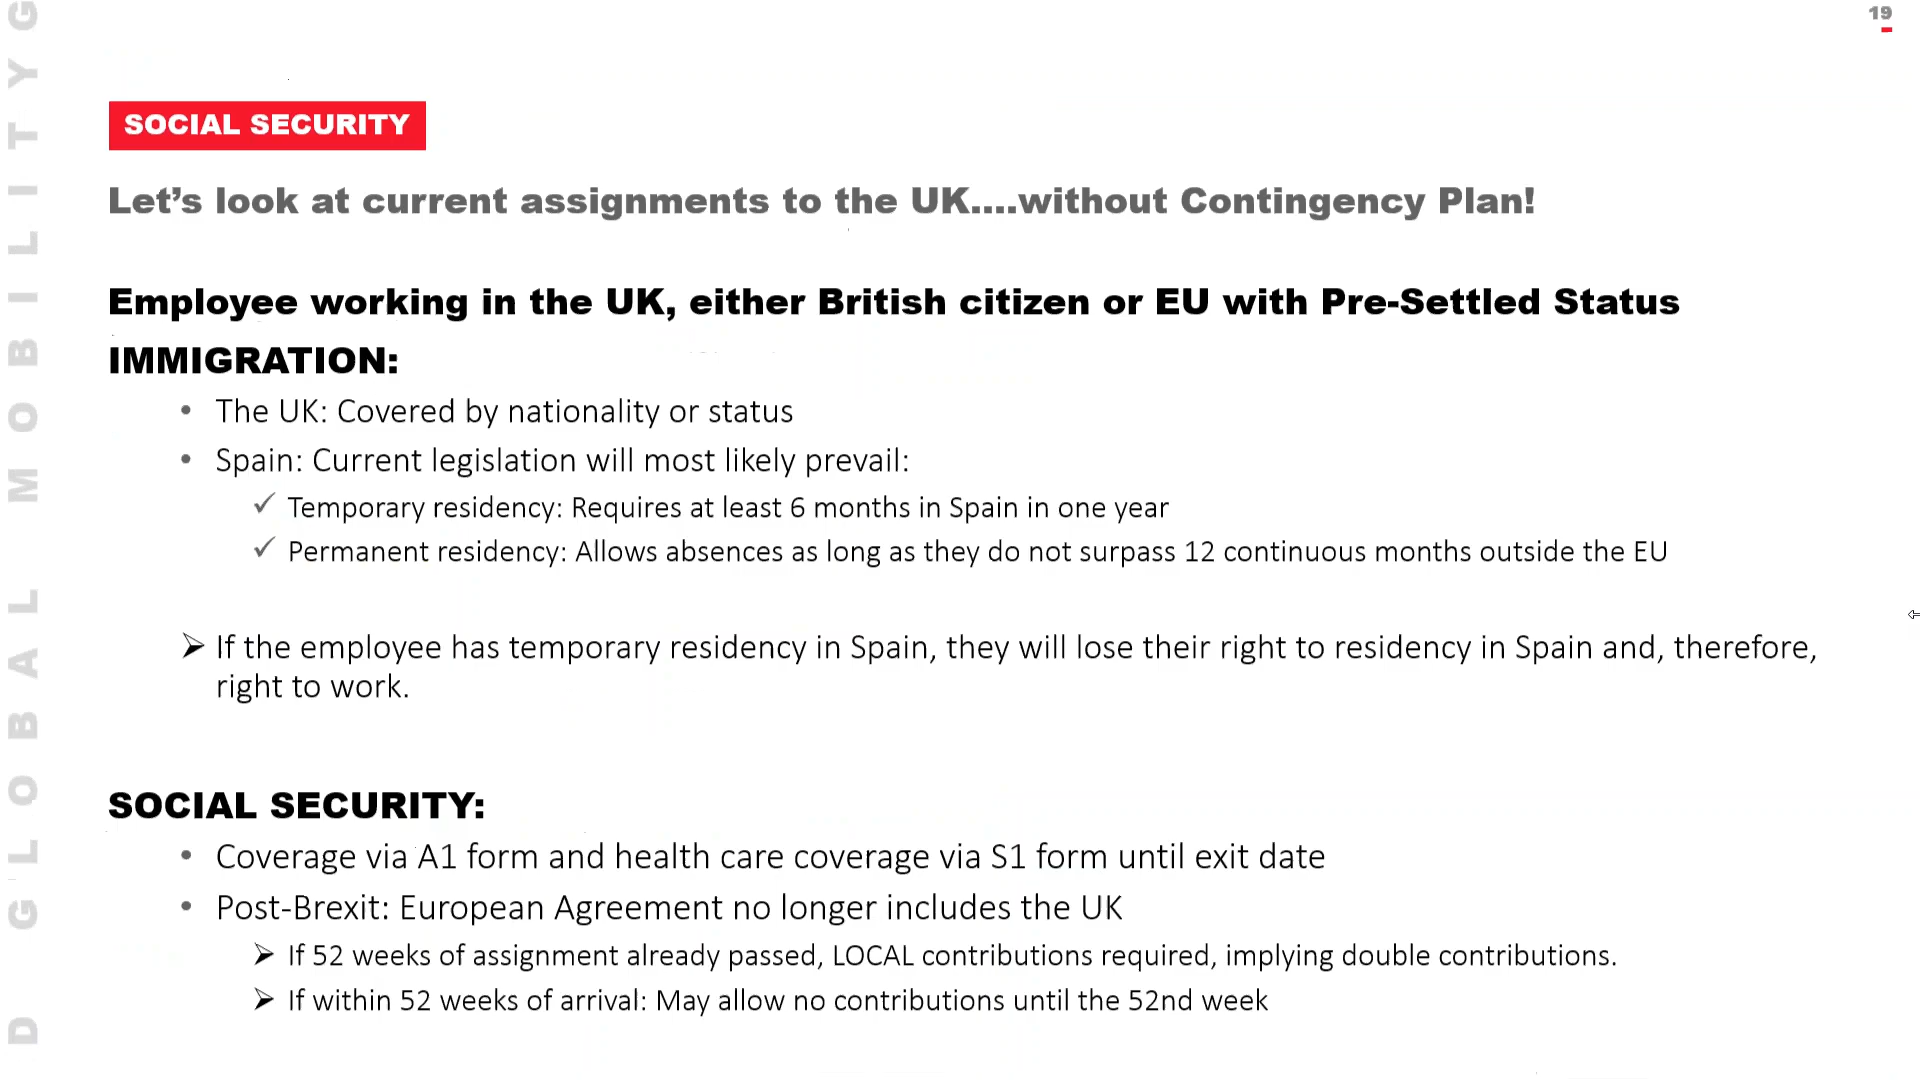 19
SOCIAL SECURITY
Let’s look at current assignments to the UK....without Contingency Plan!
Employee working in the UK, either British citizen or EU with Pre-Settled Status
IMMIGRATION:
• The UK: Covered by nationality or status
• Spain: Current legislation will most likely prevail:
✓ Temporary residency: Requires at least 6 months in Spain in one year
✓ Permanent residency: Allows absences as long as they do not surpass 12 continuous months outside the EU
➢ If the employee has temporary residency in Spain, they will lose their right to residency in Spain and, therefore,
right to work.
SOCIAL SECURITY:
• Coverage via A1 form and health care coverage via S1 form until exit date
• Post-Brexit: European Agreement no longer includes the UK
➢ If 52 weeks of assignment already passed, LOCAL contributions required, implying double contributions.
➢ If within 52 weeks of arrival: May allow no contributions until the 52nd week
D GLOBAL MOBILITY G